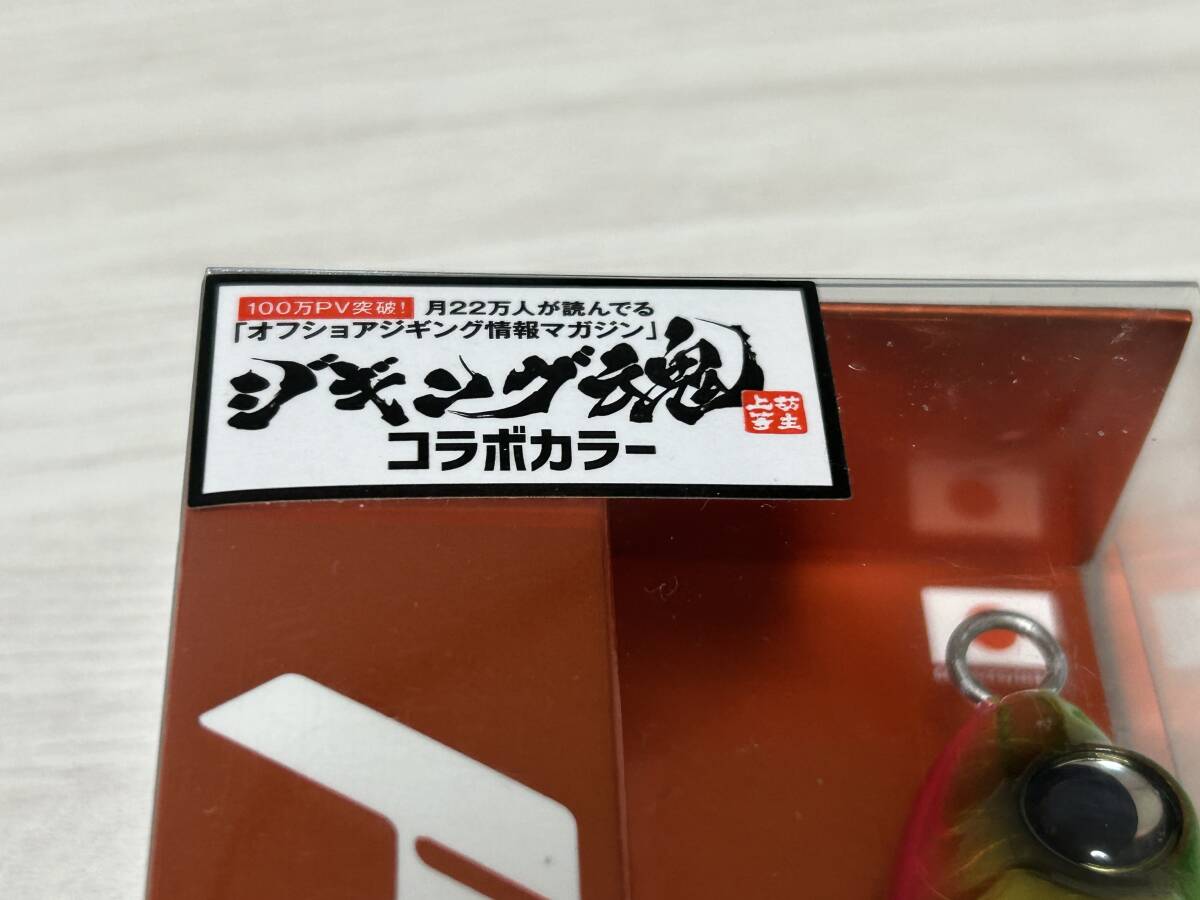 100万PV突破! 月22万人が読んでる
「オフショアジギング情報マガジン」
ジギング魂
上等
坊主
コラボカラー